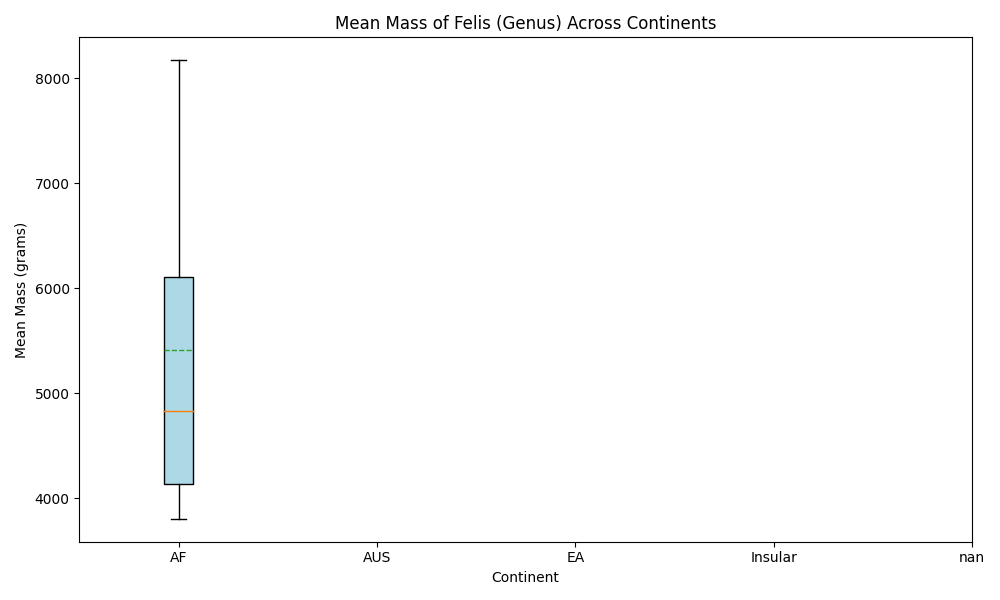 Mean Mass of Felis (Genus) Across Continents
Mean Mass (grams)
8000
7000
6000
5000
4000
AF AUS EA Insular nan
Continent